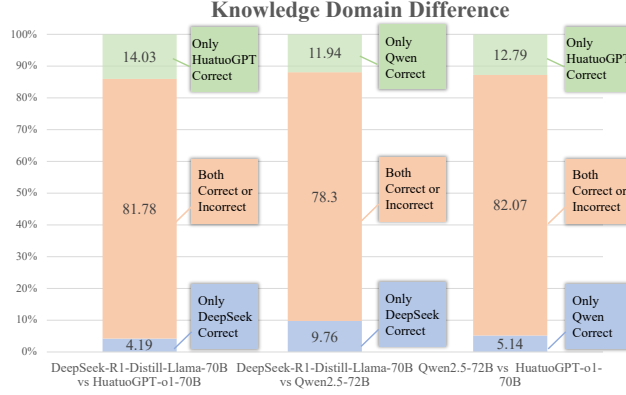 Knowledge Domain Difference
100%
90%
80%
70%
60%
50%
40%
30%
20%
10%
0%
14.03
81.78
4.19
Only
HuatuoGPT
Correct
Both
Correct or
Incorrect
Only
DeepSeek
Correct
11.94
78.3
9.76
Only
Qwen
Correct
Both
Correct or
Incorrect
Only
DeepSeek
Correct
12.79
82.07
5.14
Only
HuatuoGPT
Correct
Both
Correct or
Incorrect
Only
Qwen
Correct
DeepSeek-R1-Distill-Llama-70B
vs HuatuoGPT-o1-70B
DeepSeek-R1-Distill-Llama-70B
vs Qwen2.5-72B
Qwen2.5-72B vs HuatuoGPT-o1-
70B